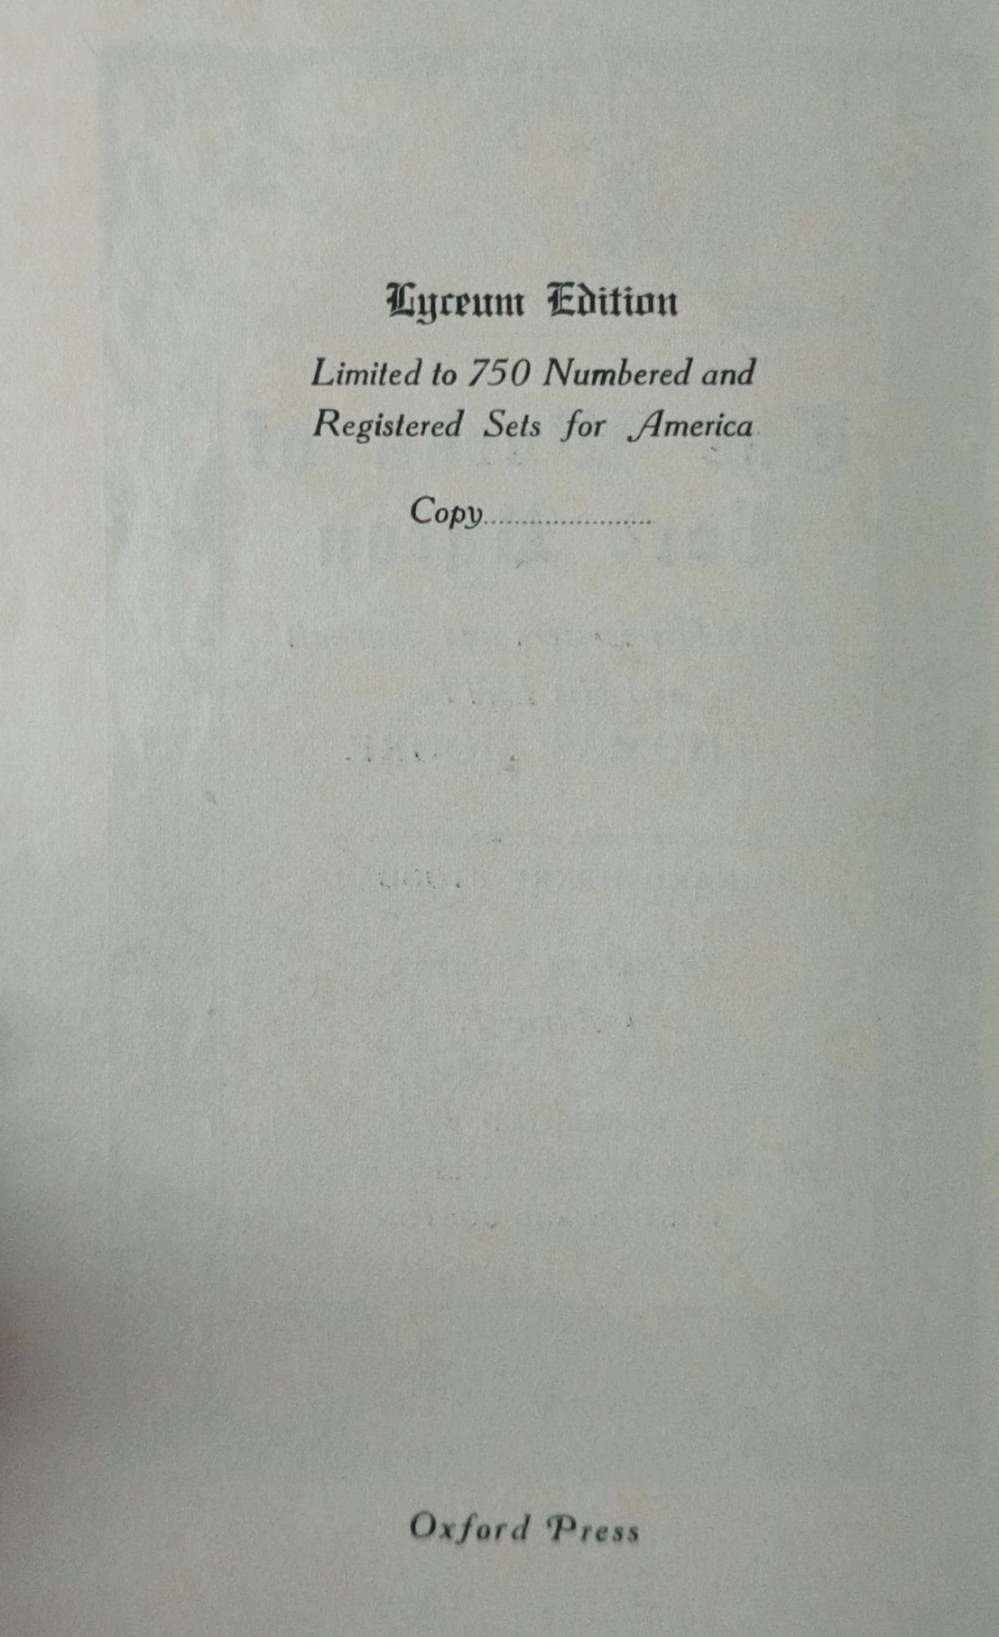 Lyceum Edition
Limited to 750 Numbered and
Registered Sets for America
Copy......................
Oxford Press